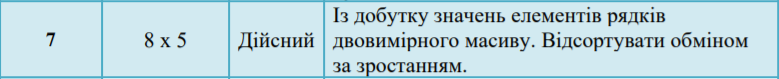 7
8 x 5
Дійсний
Із добутку значень елементів рядків
двовимірного масиву. Відсортувати обміном
за зростанням.